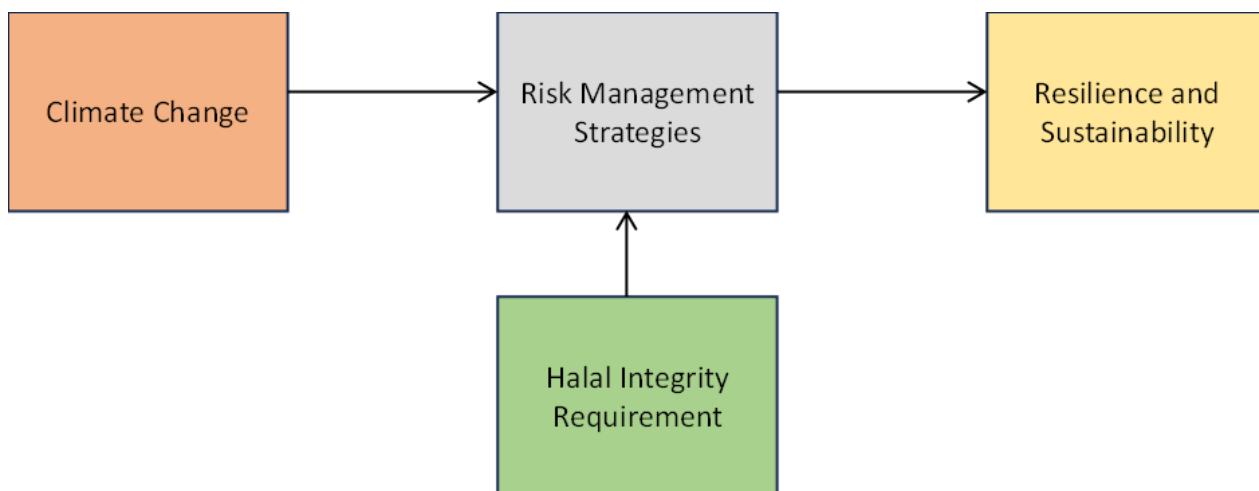 Climate Change
Risk Management
Strategies
Resilience and
Sustainability
Halal Integrity
Requirement